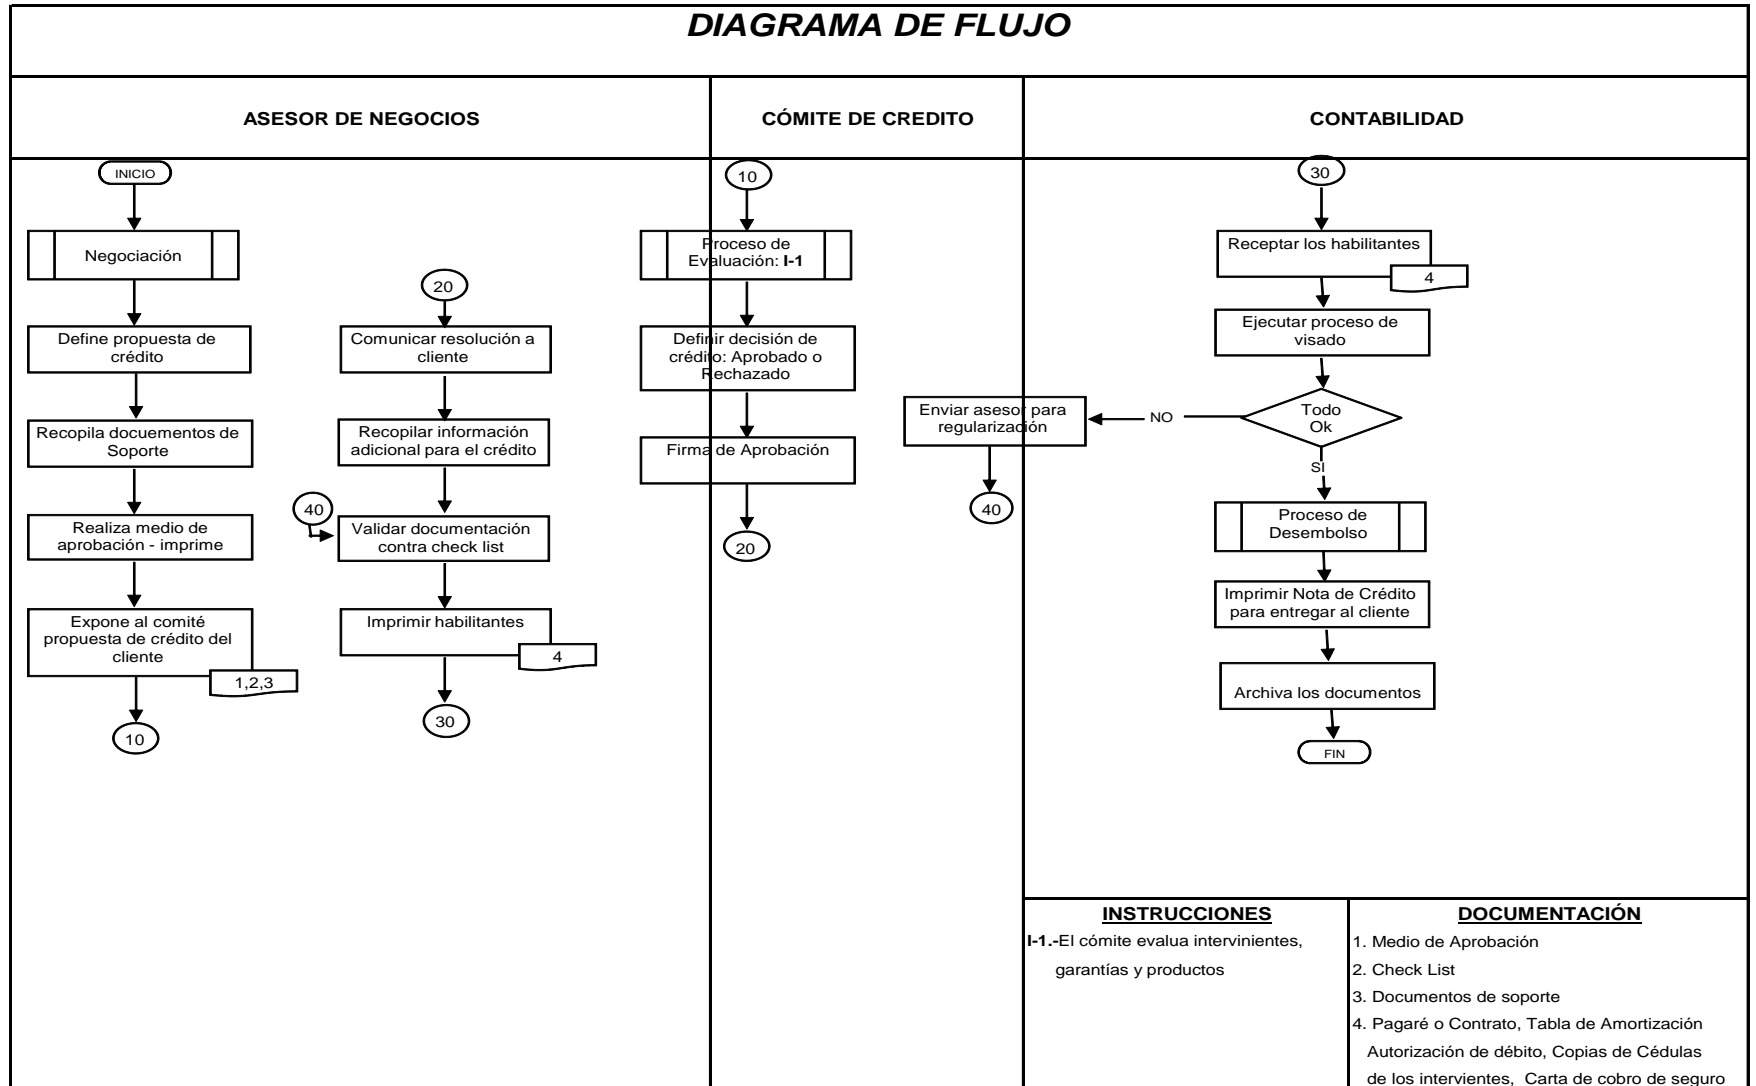 DIAGRAMA DE FLUJO
ASESOR DE NEGOCIOS
CÓMITE DE CREDITO
CONTABILIDAD
INICIO
Negociación
Define propuesta de
crédito
Recopila docuementos de
Soporte
Realiza medio de
aprobación - imprime
Expone al comité
propuesta de crédito del
cliente
1,2,3
10
20
Comunicar resolución a
cliente
Recopilar información
adicional para el crédito
40
Validar documentación
contra check list
Imprimir habilitantes
4
30
10
Proceso de
Evaluación: I-1
Definir decisión de
crédito: Aprobado o
Rechazado
Firma de Aprobación
20
30
Receptar los habilitantes
4
Ejecutar proceso de
visado
Todo
Ok
NO
Enviar asesor para
regularización
40
SI
Proceso de
Desembolso
Imprimir Nota de Crédito
para entregar al cliente
Archiva los documentos
FIN
INSTRUCCIONES
I-1.-El cómite evalua intervinientes,
garantías y productos
DOCUMENTACIÓN
1. Medio de Aprobación
2. Check List
3. Documentos de soporte
4. Pagaré o Contrato, Tabla de Amortización
Autorización de débito, Copias de Cédulas
de los intervientes, Carta de cobro de seguro